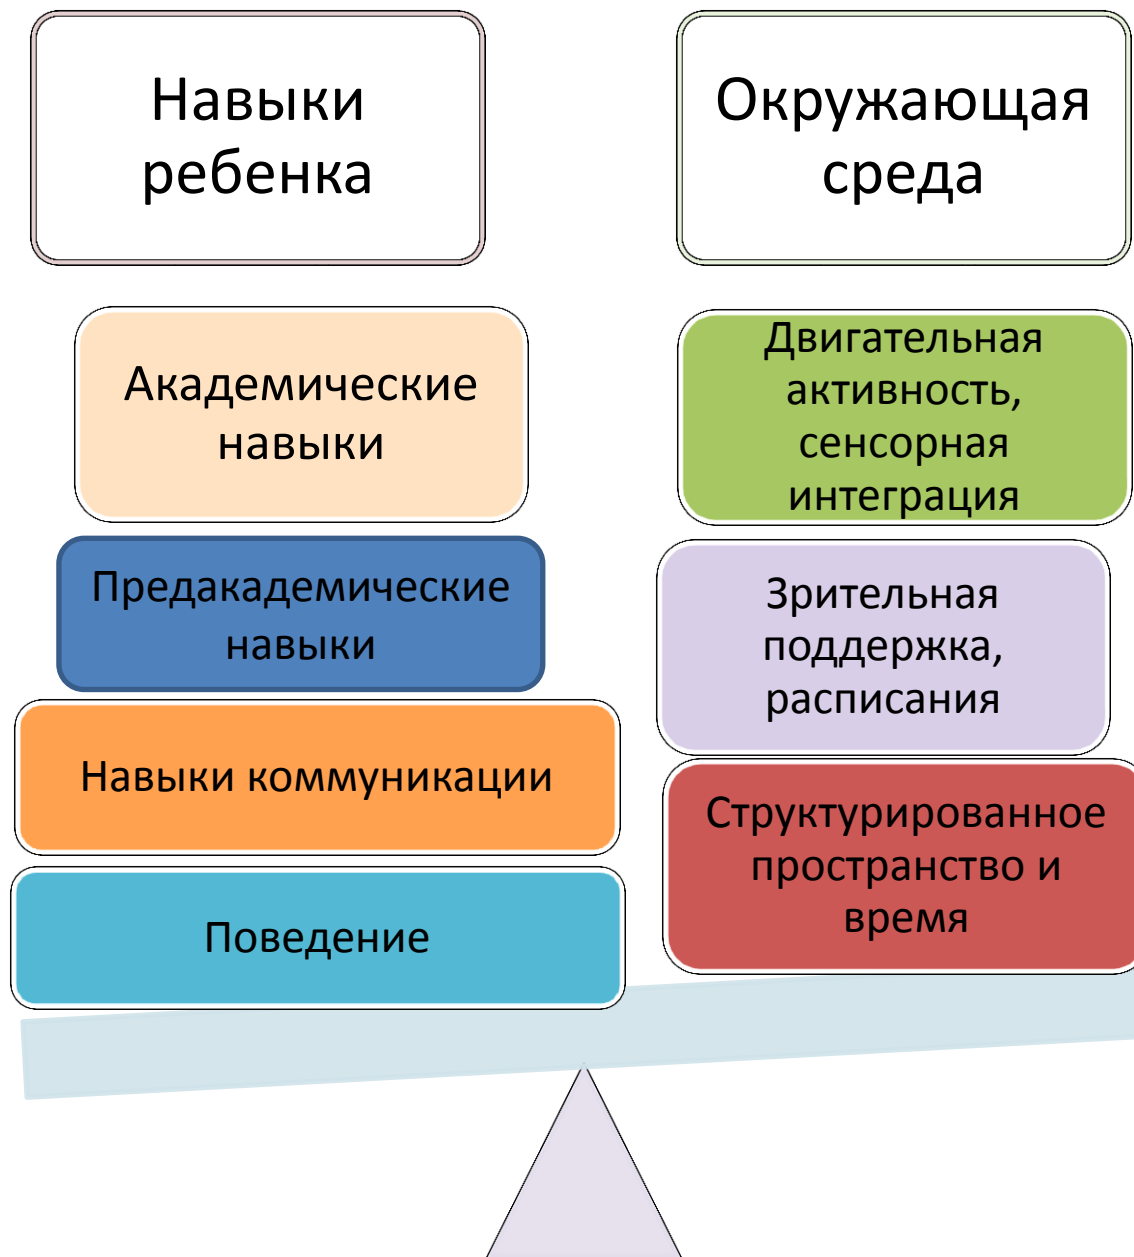 Навыки
ребенка
Окружающая
среда
Академические
навыки
Предакадемические
навыки
Навыки коммуникации
Поведение
Двигательная
активность,
сенсорная
интеграция
Зрительная
поддержка,
расписания
Структурированное
пространство и
время